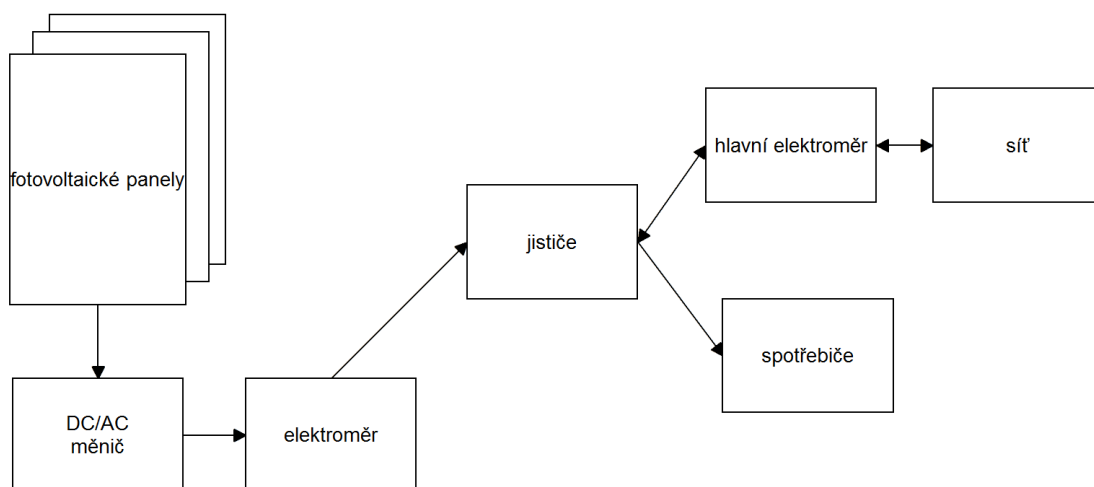 fotovoltaické panely
DC/AC
měnič
elektroměr
jističe
hlavní elektroměr
síť
spotřebiče